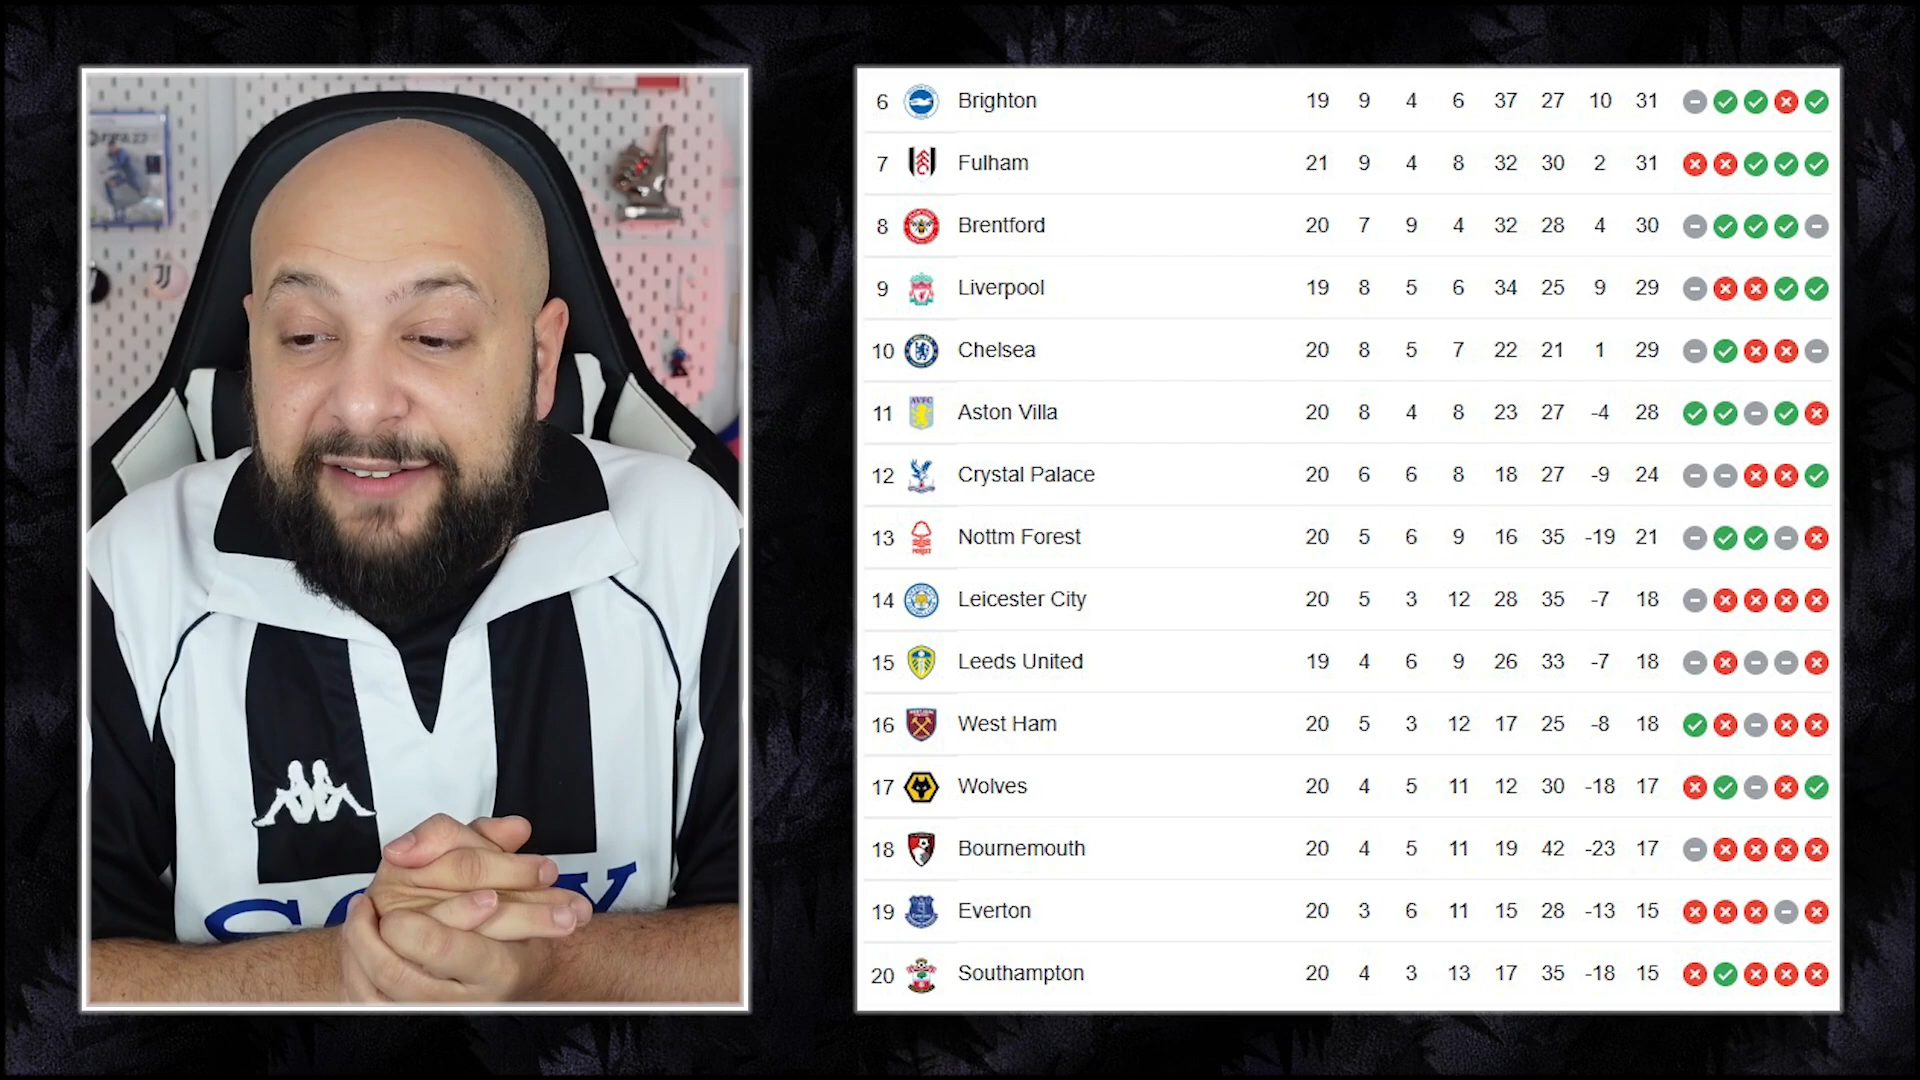 6 Brighton 19 9 4 6 37 27 10 31
7 Fulham 21 9 4 8 32 30 2 31
8 Brentford 20 7 9 4 32 28 4 30
9 Liverpool 19 8 5 6 34 25 9 29
10 Chelsea 20 8 5 7 22 21 1 29
11 Aston Villa 20 8 4 8 23 27 -4 28
12 Crystal Palace 20 6 6 8 18 27 -9 24
13 Nottm Forest 20 5 6 9 16 35 -19 21
14 Leicester City 20 5 3 12 28 35 -7 18
15 Leeds United 19 4 6 9 26 33 -7 18
16 West Ham 20 5 3 12 17 25 -8 18
17 Wolves 20 4 5 11 12 30 -18 17
18 Bournemouth 20 4 5 11 19 42 -23 17
19 Everton 20 3 6 11 15 28 -13 15
20 Southampton 20 4 3 13 17 35 -18 15